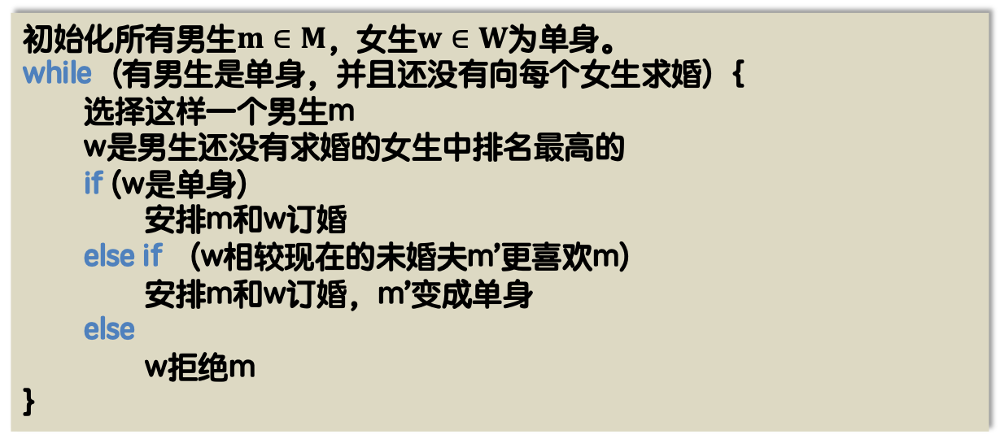 初始化所有男生m ∈ M，女生w ∈ W为单身。
while（有男生是单身，并且还没有向每个女生求婚）{
选择这样一个男生m
w是男生还没有求婚的女生中排名最高的
if (w是单身)
安排m和w订婚
else if （w相较现在的未婚夫m’更喜欢m)
安排m和w订婚，m’变成单身
else
w拒绝m
}